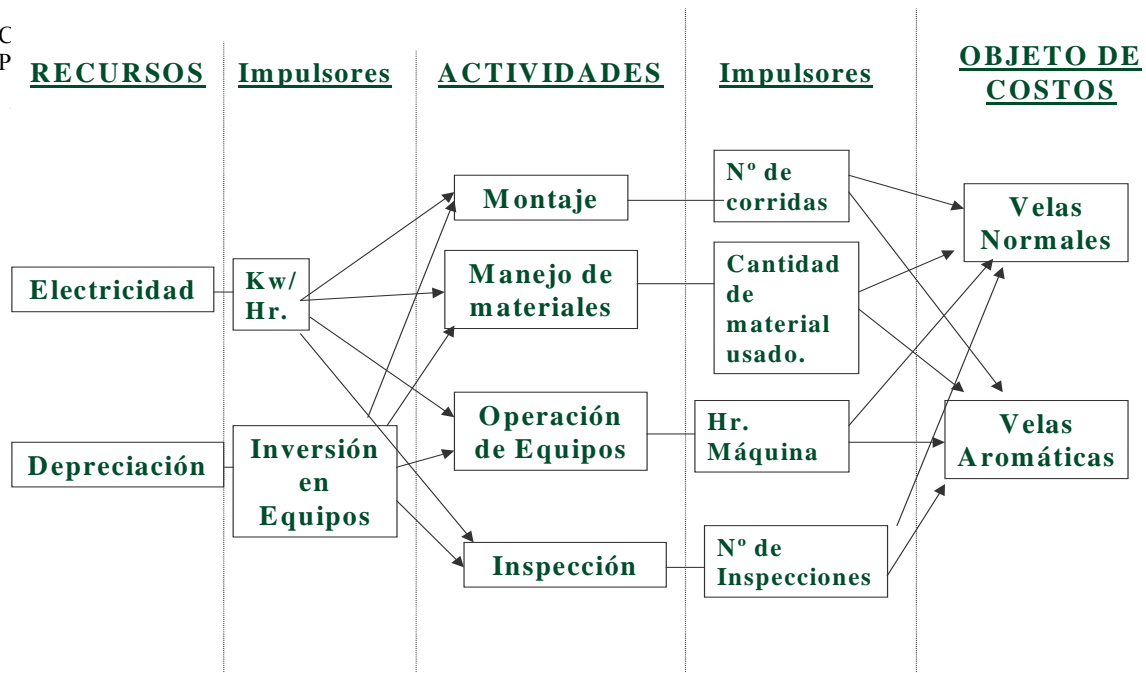 C
P
RECURSOS
Impulsores
ACTIVIDADES
Impulsores
OBJETO DE
COSTOS
Electricidad
Depreciación
Kw/
Hr.
Inversión
en
Equipos
Montaje
Manejo de
materiales
Operación
de Equipos
Inspección
Nº de
corridas
Cantidad
de
material
usado.
Hr.
Máquina
Nº de
Inspecciones
Velas
Normales
Velas
Aromáticas